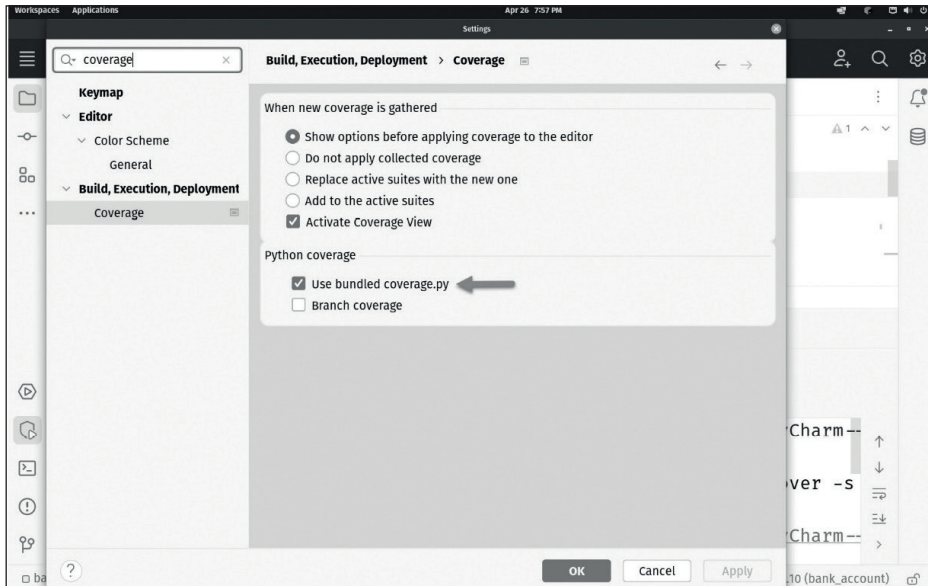 Workspaces Applications
Apr 26 7:57 PM
Settings
coverage
Build, Execution, Deployment > Coverage
Keymap
Editor
Color Scheme
General
Build, Execution, Deployment
Coverage
When new coverage is gathered
Show options before applying coverage to the editor
Do not apply collected coverage
Replace active suites with the new one
Add to the active suites
Activate Coverage View
Python coverage
Use bundled coverage.py
Branch coverage
1
Charm--
ver -s
Charm--
?
OK
Cancel
Apply
ba
10 (bank_account)